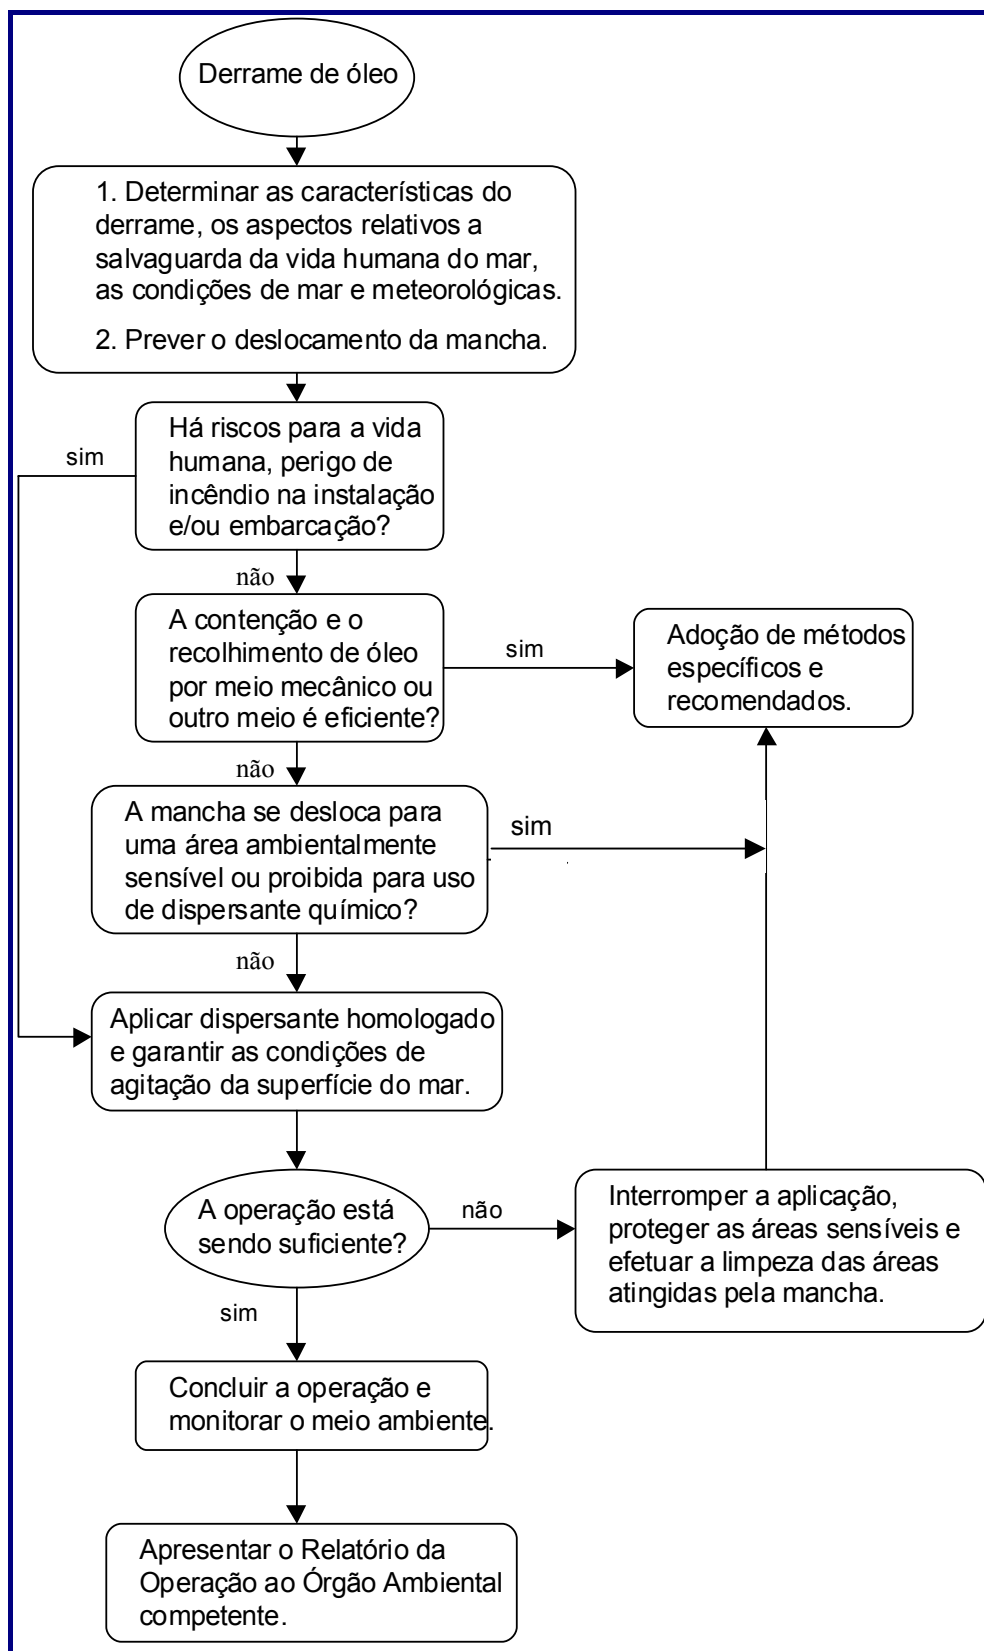 Derrame de óleo
1. Determinar as características do
derrame, os aspectos relativos a
salvaguarda da vida humana do mar,
as condições de mar e meteorológicas.
2. Prever o deslocamento da mancha.
Há riscos para a vida
humana, perigo de
incêndio na instalação
e/ou embarcação?
sim
não
A contenção e o
recolhimento de óleo
por meio mecânico ou
outro meio é eficiente?
sim
Adoção de métodos
específicos e
recomendados.
não
A mancha se desloca para
uma área ambientalmente
sensível ou proibida para uso
de dispersante químico?
sim
não
Aplicar dispersante homologado
e garantir as condições de
agitação da superfície do mar.
A operação está
sendo suficiente?
não
Interromper a aplicação,
proteger as áreas sensíveis e
efetuar a limpeza das áreas
atingidas pela mancha.
sim
Concluir a operação e
monitorar o meio ambiente.
Apresentar o Relatório da
Operação ao Órgão Ambiental
competente.